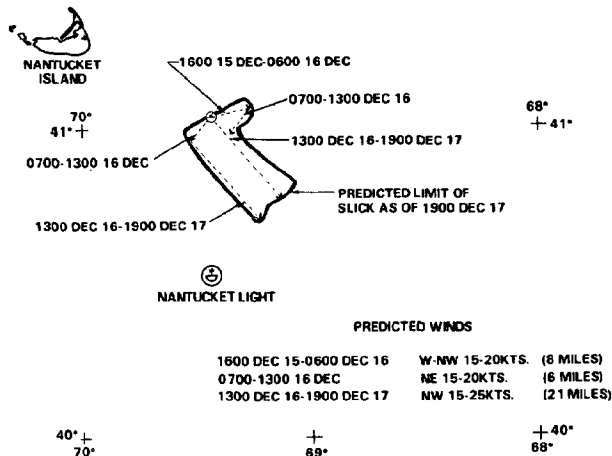 NANTUCKET
ISLAND
1600 15 DEC-0600 16 DEC
0700-1300 DEC 16
70°
41°
68°
41°
1300 DEC 16-1900 DEC 17
0700-1300 16 DEC
PREDICTED LIMIT OF
SLICK AS OF 1900 DEC 17
1300 DEC 16-1900 DEC 17
NANTUCKET LIGHT
PREDICTED WINDS
1600 DEC 15-0600 DEC 16 W-NW 15-20KTS. (8 MILES)
0700-1300 16 DEC NE 15-20KTS. (6 MILES)
1300 DEC 16-1900 DEC 17 NW 15-25KTS. (21 MILES)
40°
70°
69°
40°
68°